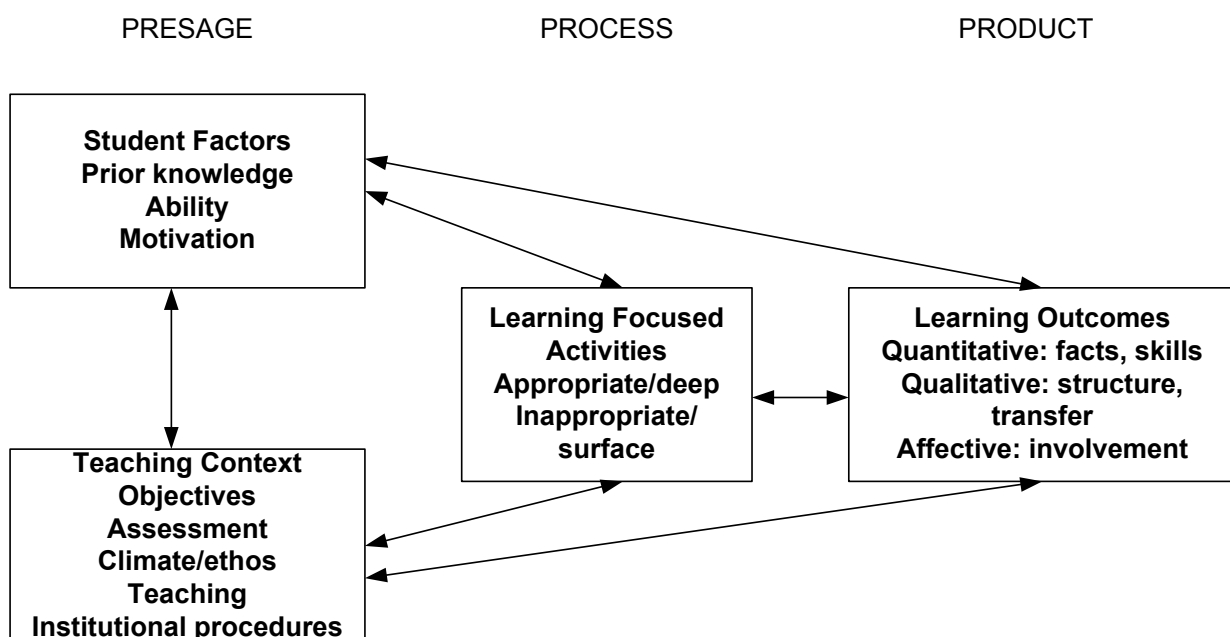 PRESAGE
PROCESS
PRODUCT
Student Factors
Prior knowledge
Ability
Motivation
Learning Focused
Activities
Appropriate/deep
Inappropriate/
surface
Learning Outcomes
Quantitative: facts, skills
Qualitative: structure,
transfer
Affective: involvement
Teaching Context
Objectives
Assessment
Climate/ethos
Teaching
Institutional procedures